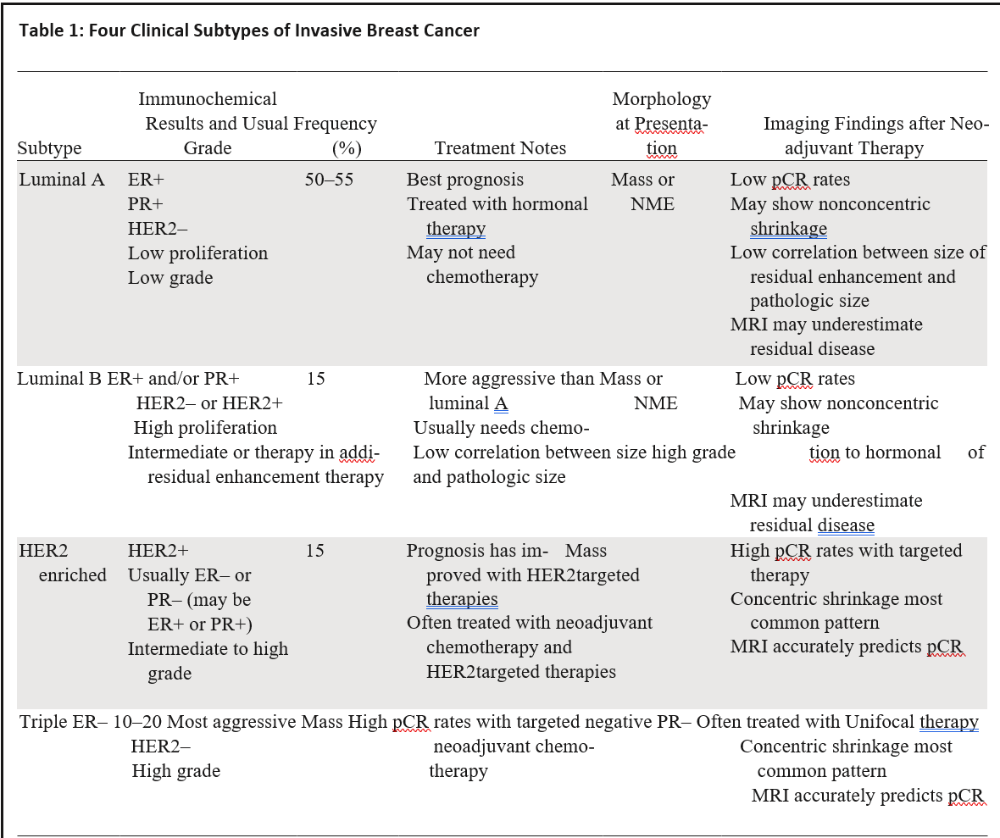 Table 1: Four Clinical Subtypes of Invasive Breast Cancer
Immunochemical Morphology
Results and Usual Frequency at Presenta- Imaging Findings after Neo-
Subtype Grade (%) Treatment Notes tion adjuvant Therapy
Luminal A ER+ 50–55 Best prognosis Mass or Low pCR rates
PR+ Treated with hormonal NME May show nonconcentric
HER2– therapy shrinkage
Low proliferation May not need Low correlation between size of
Low grade chemotherapy residual enhancement and
pathologic size
MRI may underestimate
residual disease
Luminal B ER+ and/or PR+ 15 More aggressive than Mass or Low pCR rates
HER2– or HER2+ luminal A NME May show nonconcentric
High proliferation Usually needs chemo- shrinkage
Intermediate or therapy in addi- Low correlation between size high grade tion to hormonal of
residual enhancement therapy and pathologic size
MRI may underestimate
residual disease
HER2 HER2+ 15 Prognosis has im- Mass High pCR rates with targeted
enriched Usually ER– or proved with HER2targeted therapy
PR– (may be therapies Concentric shrinkage most
ER+ or PR+) Often treated with neoadjuvant common pattern
Intermediate to high chemotherapy and MRI accurately predicts pCR
grade HER2targeted therapies
Triple ER– 10–20 Most aggressive Mass High pCR rates with targeted negative PR– Often treated with Unifocal therapy
HER2– neoadjuvant chemo- Concentric shrinkage most
High grade therapy common pattern
MRI accurately predicts pCR